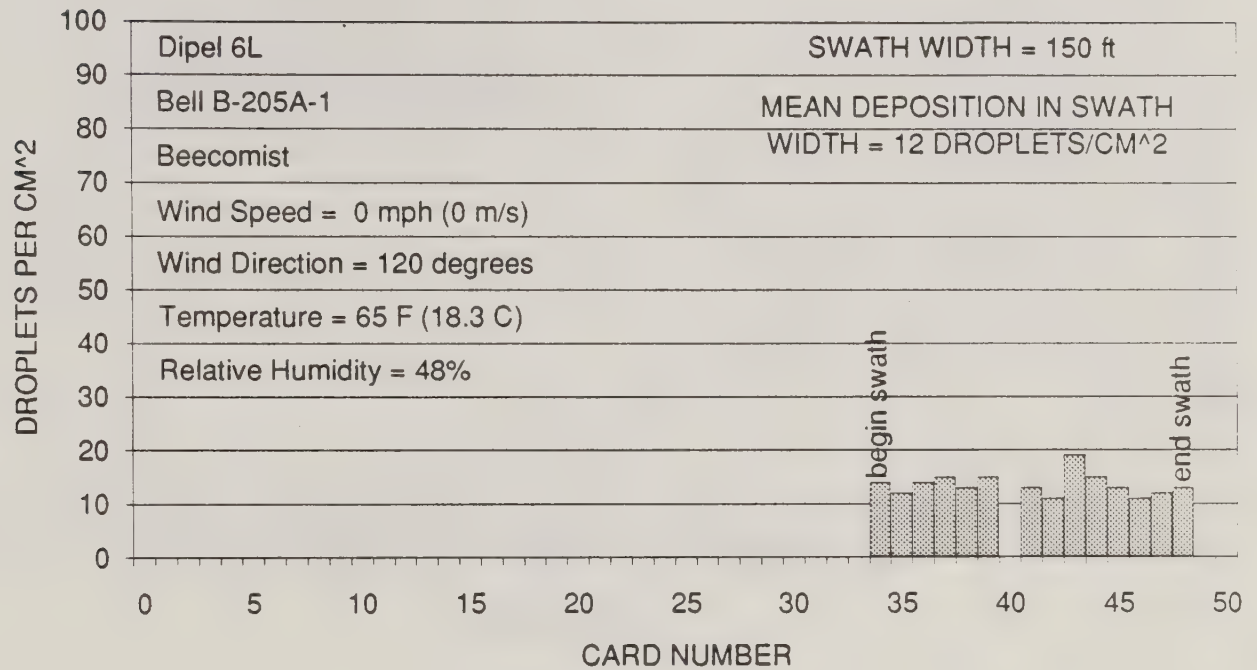 100
90
80
70
60
50
40
30
20
10
0
DROPLETS PER CM^2
Dipel 6L
Bell B-205A-1
Beecomist
Wind Speed = 0 mph (0 m/s)
Wind Direction = 120 degrees
Temperature = 65 F (18.3 C)
Relative Humidity = 48%
SWATH WIDTH = 150 ft
MEAN DEPOSITION IN SWATH
WIDTH = 12 DROPLETS/CM^2
begin swath
end swath
0 5 10 15 20 25 30 35 40 45 50
CARD NUMBER